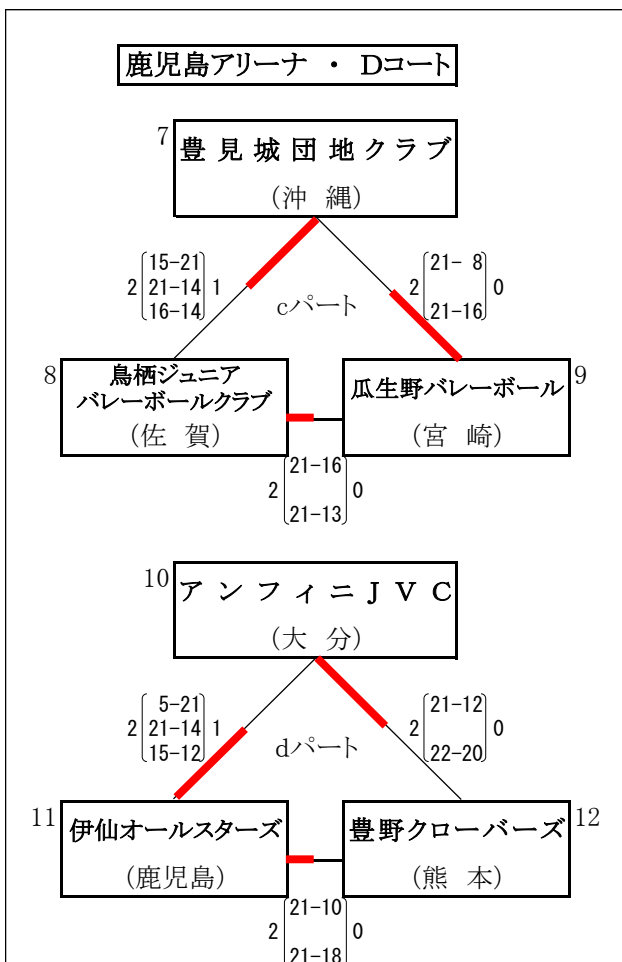 鹿児島アリーナ ・ Dコート
7
豊見城団地クラブ
(沖 縄)
2 15-21 1
21-14
16-14
2 21- 8 0
21-16
cパート
8
鳥栖ジュニア
バレーボールクラブ
(佐 賀)
瓜生野バレーボール
9
(宮 崎)
2 21-16 0
21-13
10
アンフィニJVC
(大 分)
2 5-21 1
21-14
15-12
2 21-12 0
22-20
dパート
11
伊仙オールスターズ
(鹿児島)
豊野クローバーズ
12
(熊 本)
2 21-10 0
21-18